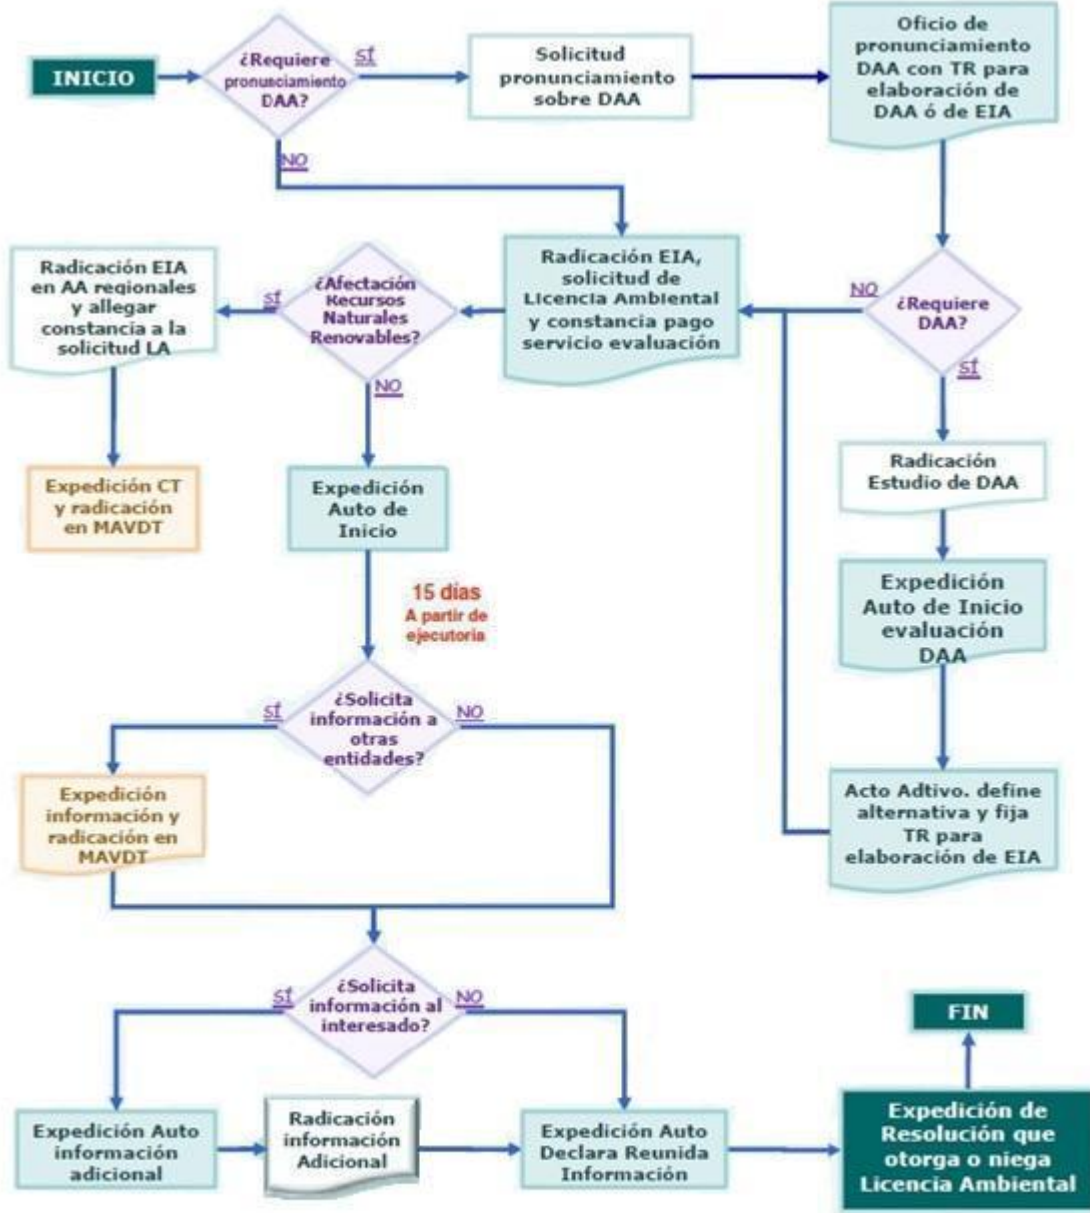 INICIO
¿Requiere
pronunciamiento
DAA?
SÍ
NO
Solicitud
pronunciamiento
sobre DAA
Oficio de
pronunciamiento
DAA con TR para
elaboración de
DAA ó de EIA
¿Requiere
DAA?
NO
SÍ
Radicación EIA,
solicitud de
Licencia Ambiental
y constancia pago
servicio evaluación
¿Afectación
Recursos
Naturales
Renovables?
SÍ
NO
Radicación EIA
en AA regionales
y allegar
constancia a la
solicitud LA
Expedición CT
y radicación
en MAVDT
Expedición
Auto de
Inicio
15 días
A partir de
ejecutoria
Radicación
Estudio de DAA
Expedición
Auto de Inicio
evaluación
DAA
Acto Adtivo. define
alternativa y fija
TR para
elaboración de EIA
¿Solicita
información a
otras
entidades?
SÍ
NO
Expedición
información y
radicación en
MAVDT
¿Solicita
información al
interesado?
SÍ
NO
Expedición Auto
información
adicional
Radicación
información
Adicional
Expedición Auto
Declara Reunida
Información
Expedición de
Resolución que
otorga o niega
Licencia Ambiental
FIN